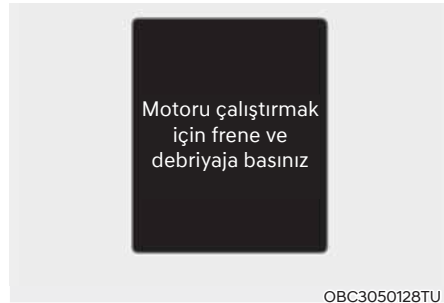 Motoru çalıştırmak
için frene ve
debriyaja basınız
OBC3050128TU